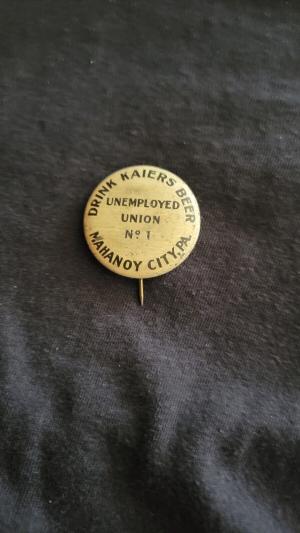 DRINK KAIERS BEER
UNEMPLOYED
UNION
Nº 1
MAHANOY CITY, PA.